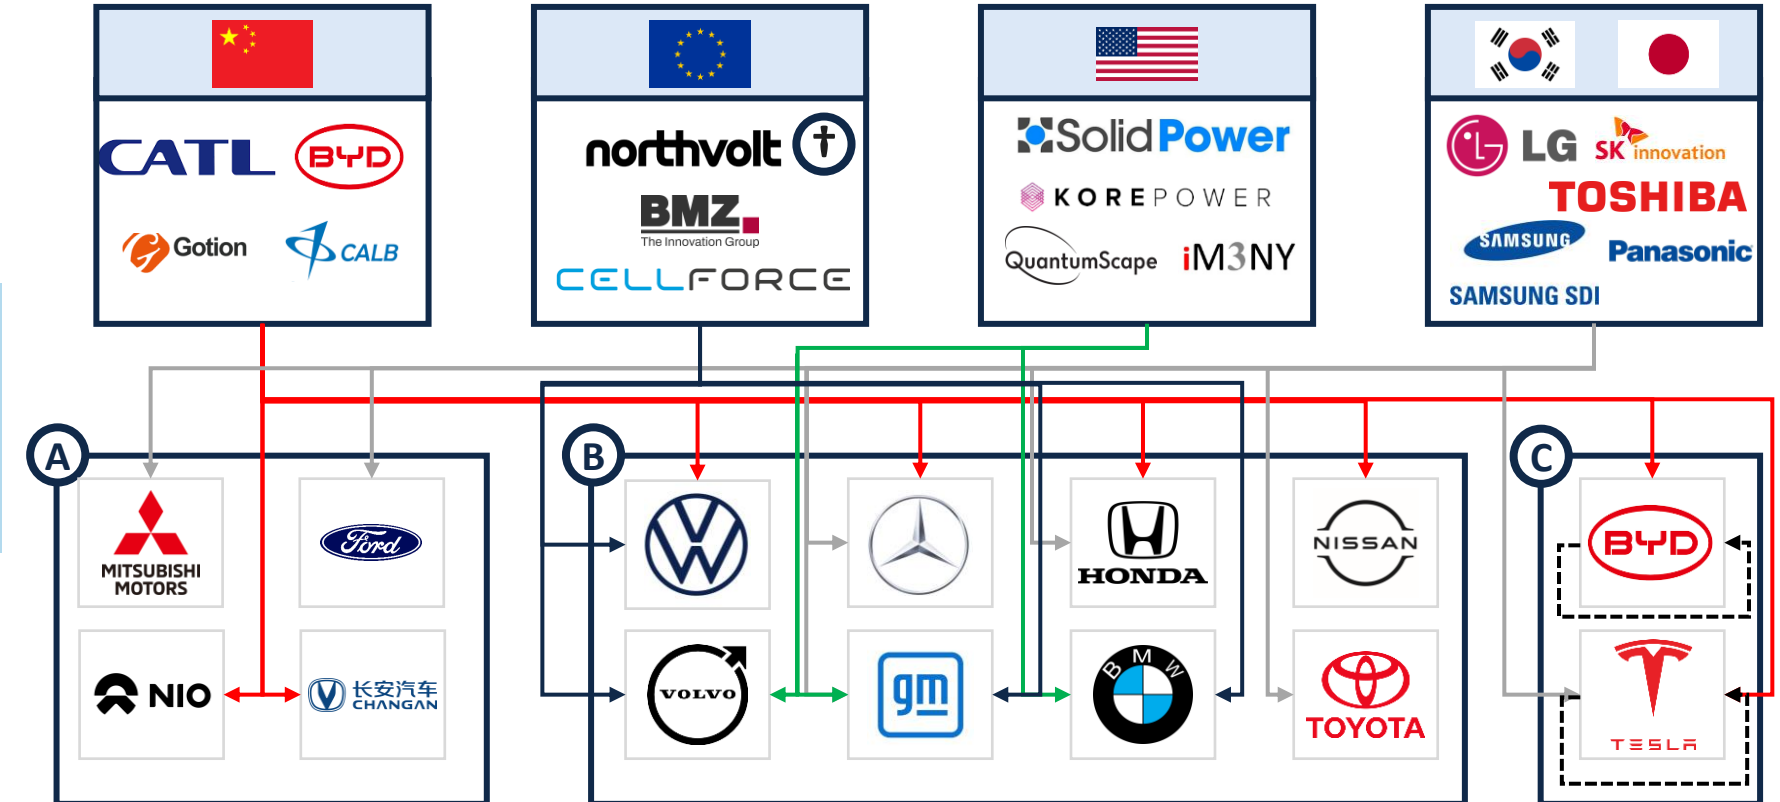 CATL
BYD
Gotion
CALB
northvolt
BMZ
The Innovation Group
CELLFORCE
Solid Power
KOREPOWER
QuantumScape
iM3NY
LG
SK innovation
TOSHIBA
SAMSUNG
Panasonic
SAMSUNG SDI
A
B
C
MITSUBISHI
MOTORS
Ford
NIO
长安汽车
CHANGAN
HONDA
NISSAN
VOLVO
gm
BMW
TOYOTA
BYD
TESLA